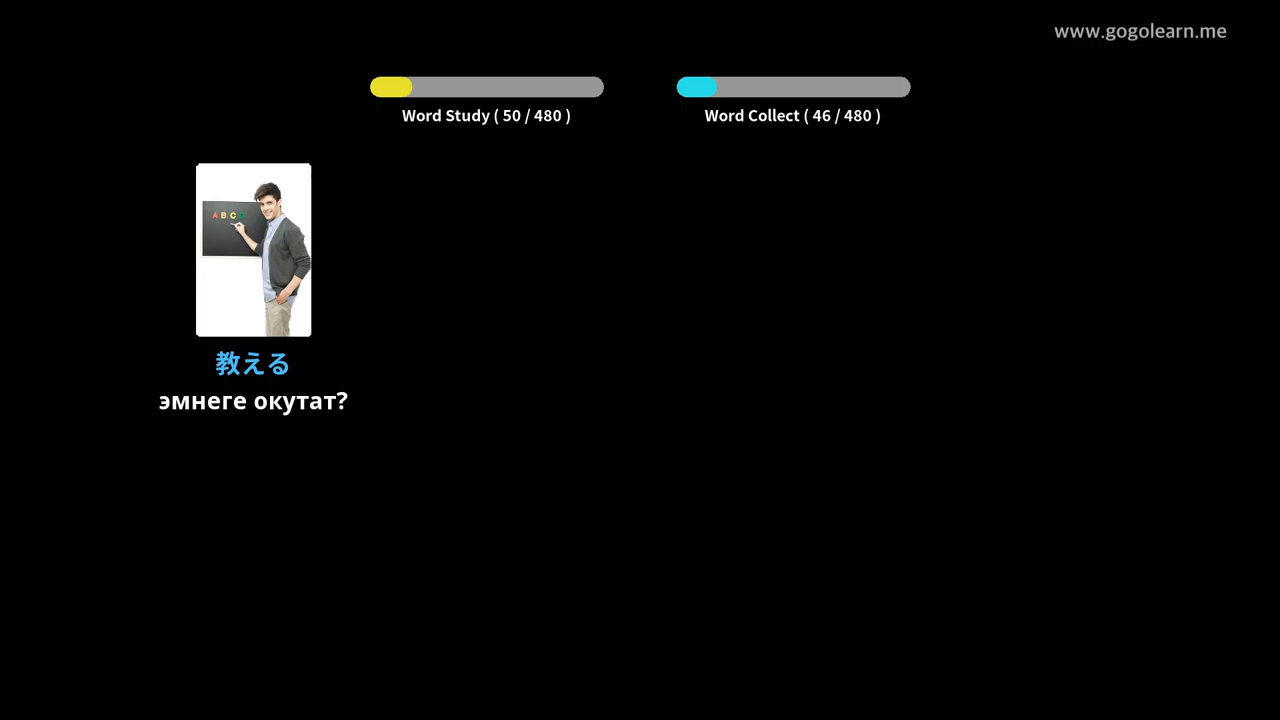 www.gogolearn.me
Word Study ( 50 / 480 )
Word Collect ( 46 / 480 )
A B C D
教える
эмнеге окутат?